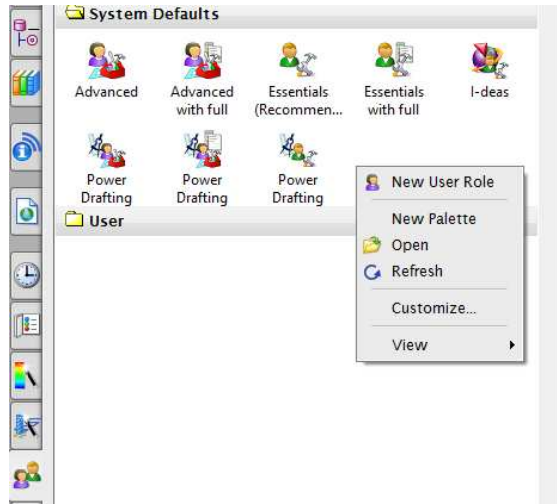 System Defaults
Advanced
Advanced
with full
Essentials
(Recommen...
Essentials
with full
I-deas
Power
Drafting
Power
Drafting
Power
Drafting
User
New User Role
New Palette
Open
Refresh
Customize...
View